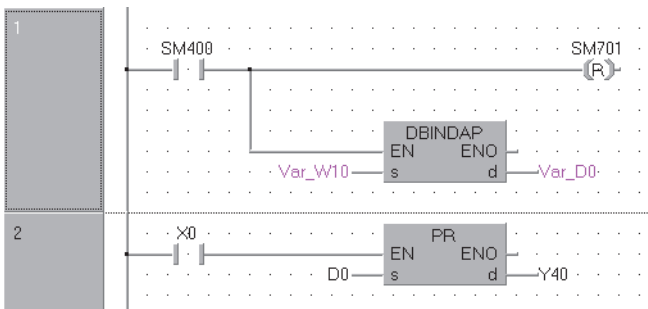 1
SM400 SM701
R
DBINDAP
EN ENO
Var_W10 s d Var_D0
2
X0 PR
EN ENO
D0 s d Y40